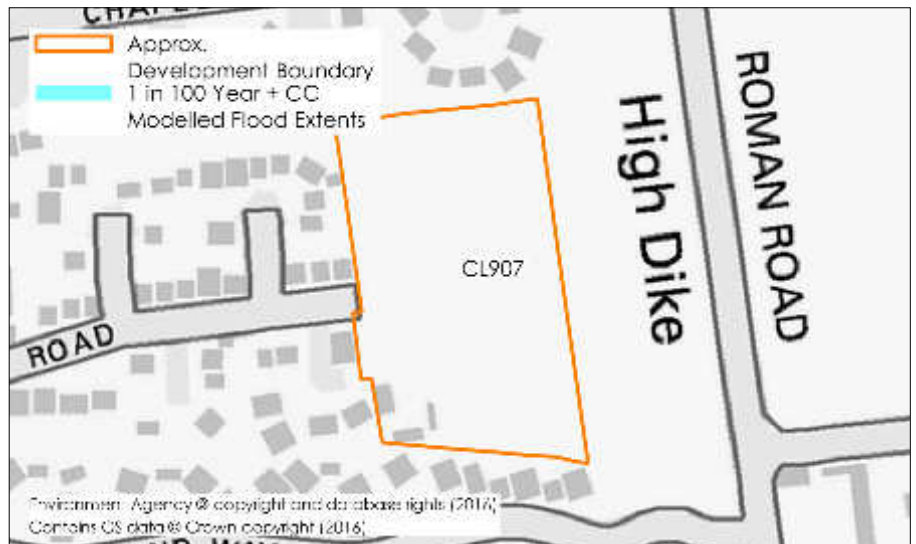 Approx.
Development Boundary
1 in 100 Year + CC
Modelled Flood Extents
High Dike
ROMAN ROAD
CL907
ROAD
Environment Agency © copyright and database rights (2016)
Contains OS data © Crown copyright (2016)